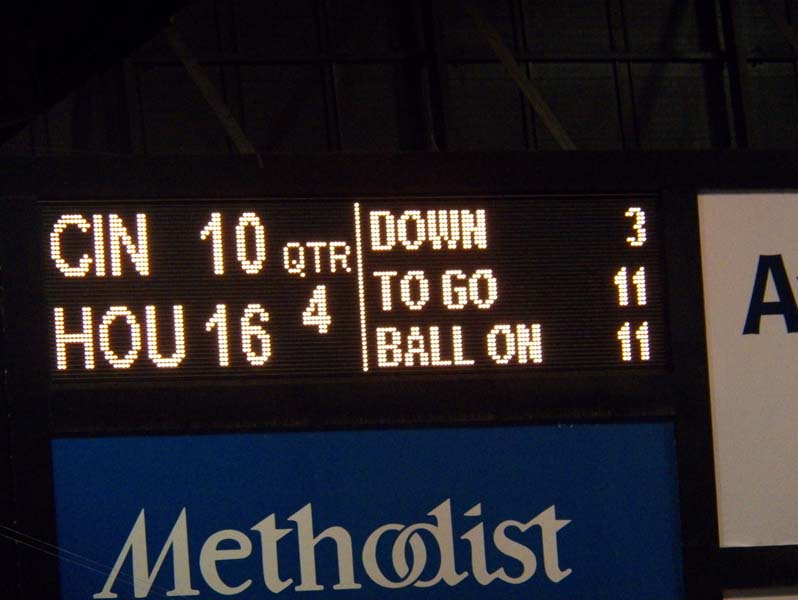 CIN 10 QTR
HOU 16 4
DOWN 3
TO GO 11
BALL ON 11
Methodist
A